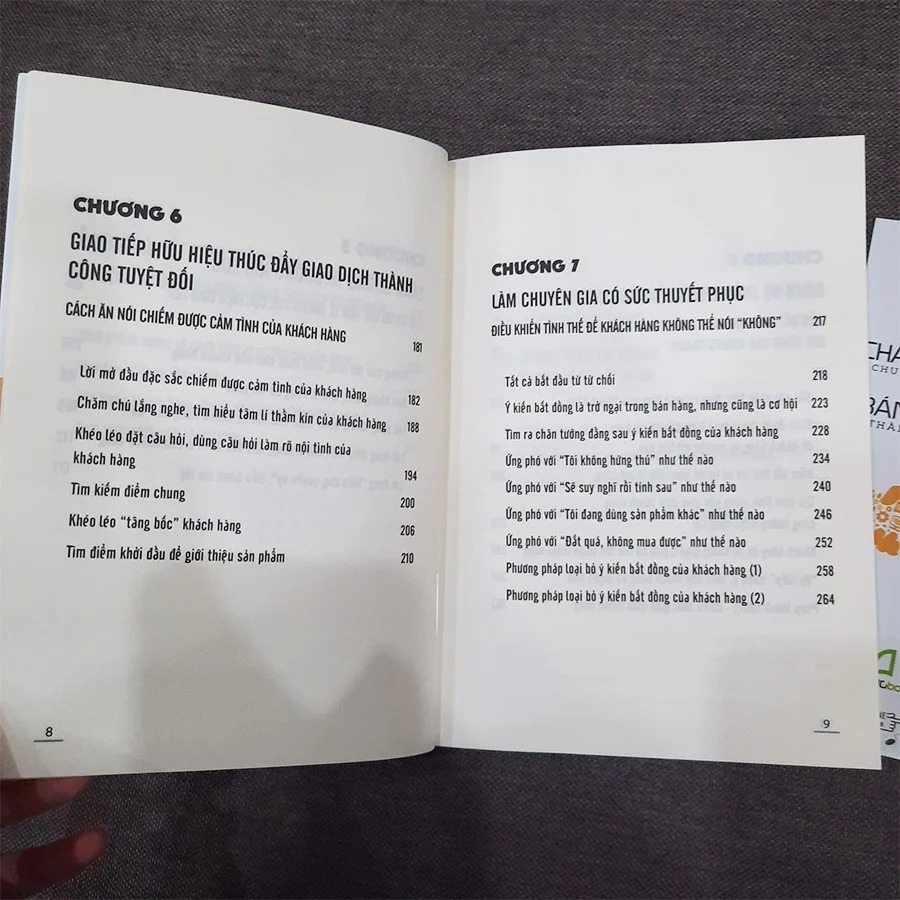 CHƯƠNG 6
GIAO TIẾP HỮU HIỆU THÚC ĐẨY GIAO DỊCH THÀNH
CÔNG TUYỆT ĐỐI
CÁCH ĂN NÓI CHIẾM ĐƯỢC CẢM TÌNH CỦA KHÁCH HÀNG 181
Lời mở đầu đặc sắc chiếm được cảm tình của khách hàng 182
Chăm chú lắng nghe, tìm hiểu tâm lí thầm kín của khách hàng 188
Khéo léo đặt câu hỏi, dùng câu hỏi làm rõ nội tình của
khách hàng 194
Tìm kiếm điểm chung 200
Khéo léo “tâng bốc” khách hàng 206
Tìm điểm khởi đầu để giới thiệu sản phẩm 210
8
CHƯƠNG 7
LÀM CHUYÊN GIA CÓ SỨC THUYẾT PHỤC
ĐIỀU KHIỂN TÌNH THẾ ĐỂ KHÁCH HÀNG KHÔNG THỂ NÓI “KHÔNG” 217
Tất cả bắt đầu từ từ chối 218
Ý kiến bất đồng là trở ngại trong bán hàng, nhưng cũng là cơ hội 223
Tìm ra chân tướng đằng sau ý kiến bất đồng của khách hàng 228
Ứng phó với “Tôi không hứng thú” như thế nào 234
Ứng phó với “Sẽ suy nghĩ rồi tính sau” như thế nào 240
Ứng phó với “Tôi đang dùng sản phẩm khác” như thế nào 246
Ứng phó với “Đắt quá, không mua được” như thế nào 252
Phương pháp loại bỏ ý kiến bất đồng của khách hàng (1) 258
Phương pháp loại bỏ ý kiến bất đồng của khách hàng (2) 264
9